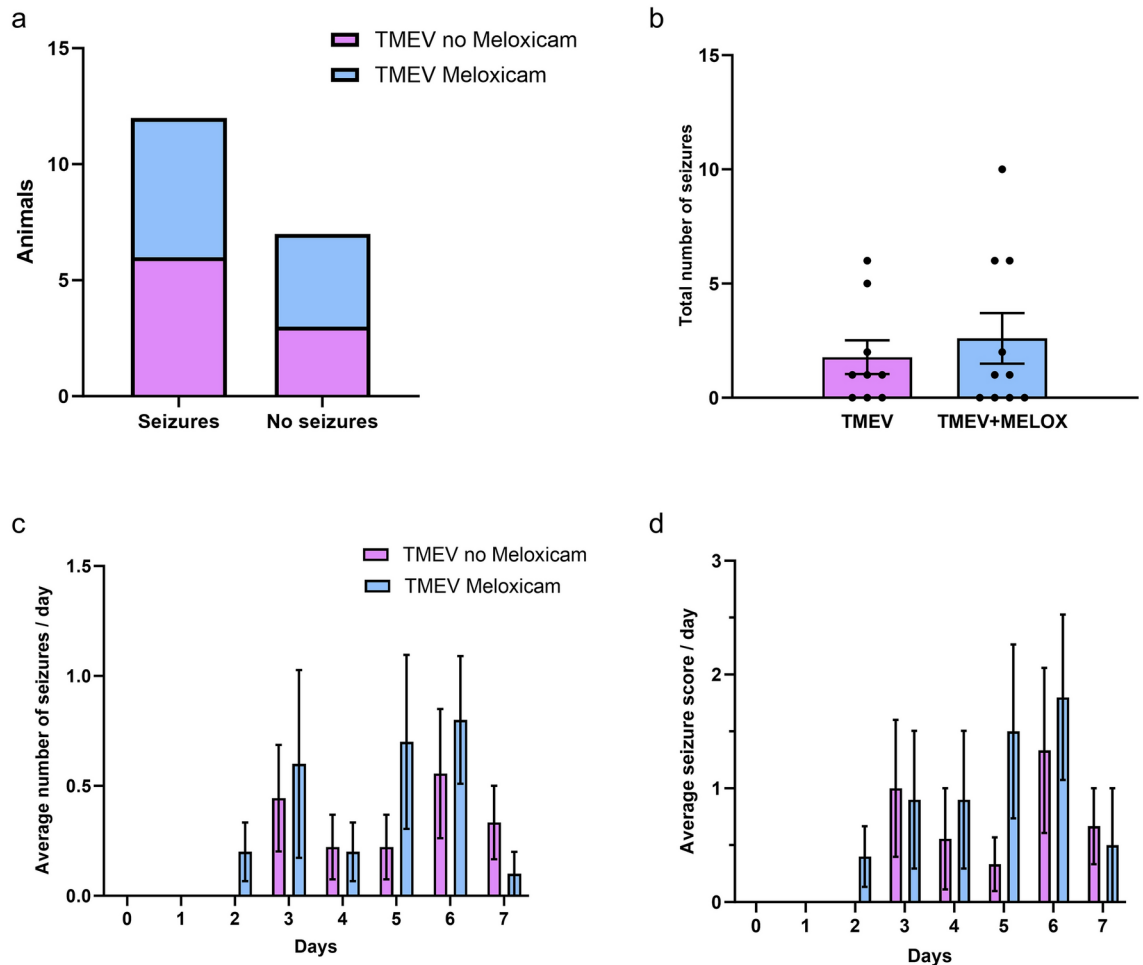 a
TMEV no Meloxicam
TMEV Meloxicam
15
10
5
0
Animals
Seizures
No seizures
b
15
10
5
0
Total number of seizures
TMEV
TMEV+MELOX
c
TMEV no Meloxicam
TMEV Meloxicam
1.5
1.0
0.5
0.0
Average number of seizures / day
0 1 2 3 4 5 6 7
Days
d
3
2
1
0
Average seizure score / day
0 1 2 3 4 5 6 7
Days